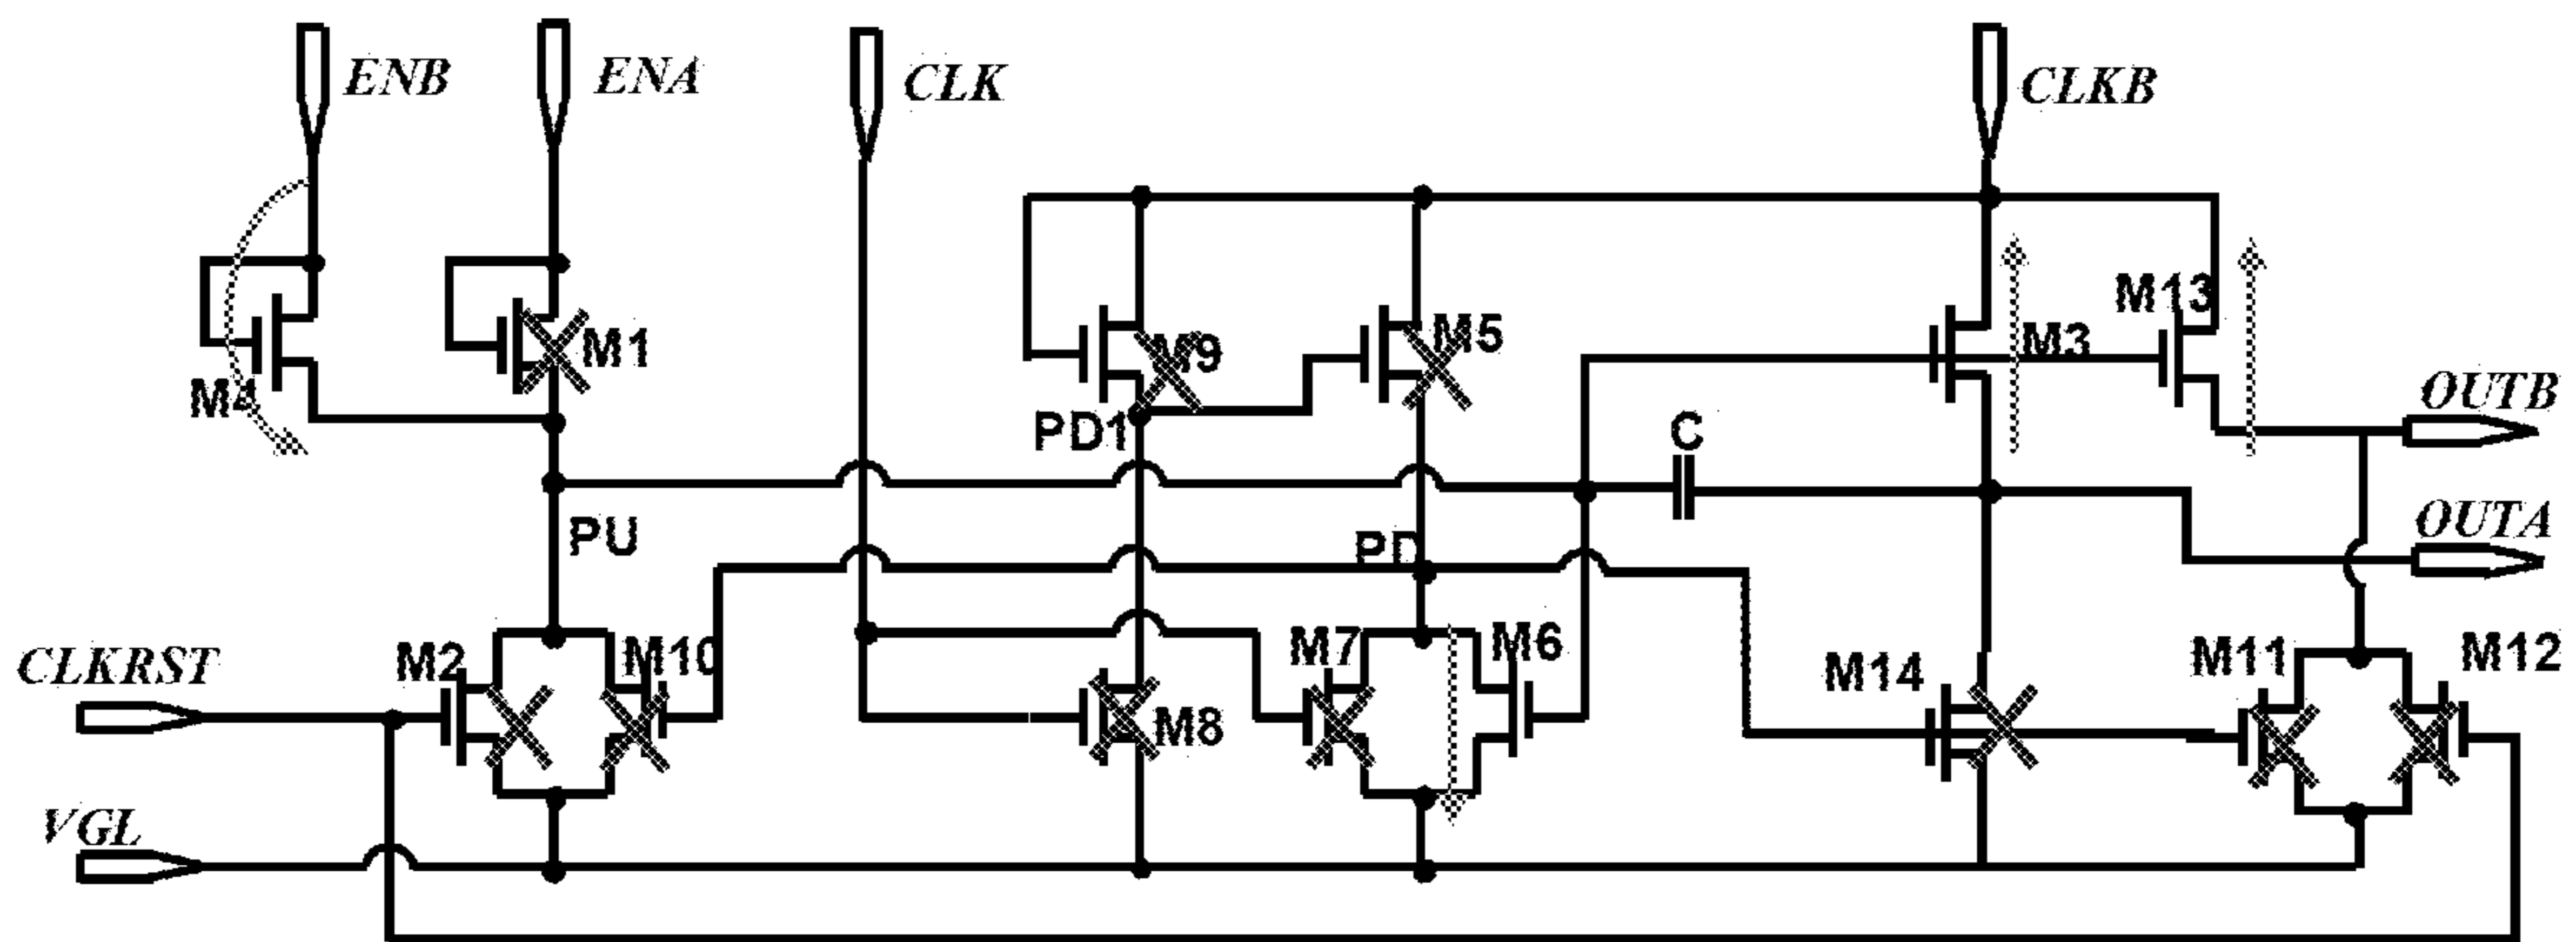 ENB
ENA
CLK
CLKB
M4
M1
M9
M5
M3
M13
OUTB
PD1
C
OUTA
PU
PD
CLKRST
M2
M10
M7
M6
M14
M11
M12
M8
VGL